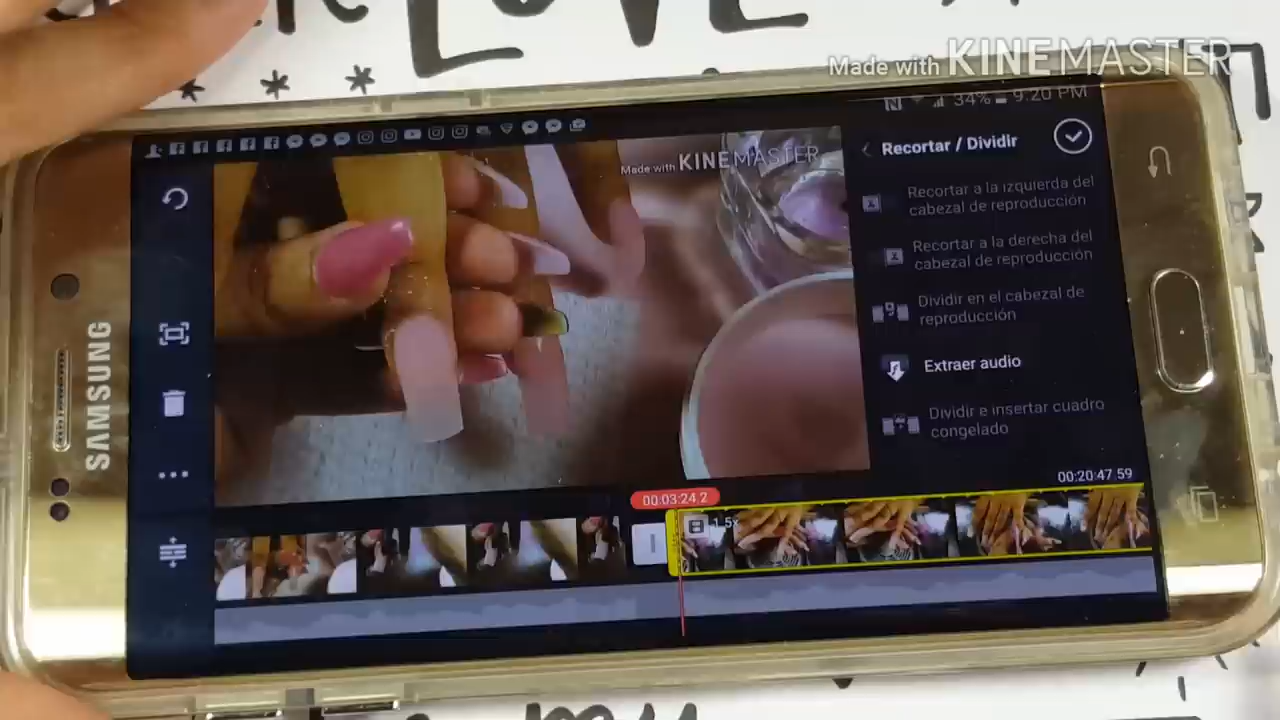 LOVE
Made with KINEMASTER
34% 9:20 PM
Made with KINEMASTER
Recortar / Dividir
Recortar a la izquierda del
cabezal de reproducción
Recortar a la derecha del
cabezal de reproducción
Dividir en el cabezal de
reproducción
Extraer audio
Dividir e insertar cuadro
congelado
SAMSUNG
00:20:47.59
00:03:24.2
1.5x